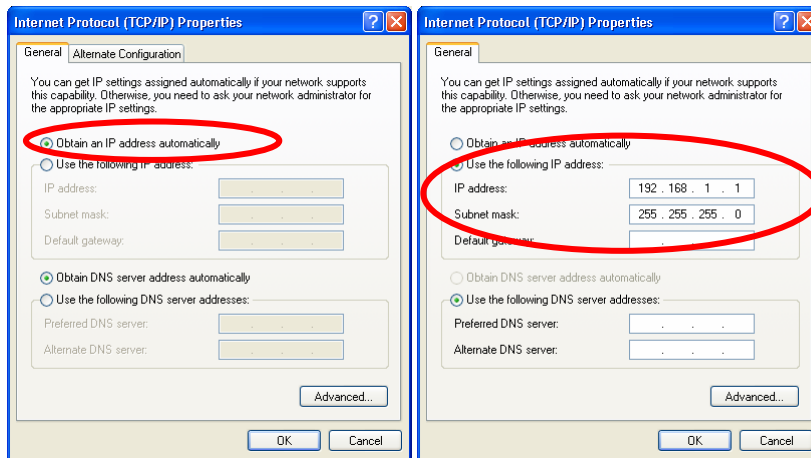 Internet Protocol (TCP/IP) Properties
General
Alternate Configuration
You can get IP settings assigned automatically if your network supports
this capability. Otherwise, you need to ask your network administrator for
the appropriate IP settings.
Obtain an IP address automatically
Use the following IP address:
IP address:
Subnet mask:
Default gateway:
Obtain DNS server address automatically
Use the following DNS server addresses:
Preferred DNS server:
Alternate DNS server:
Advanced...
OK
Cancel
Internet Protocol (TCP/IP) Properties
General
You can get IP settings assigned automatically if your network supports
this capability. Otherwise, you need to ask your network administrator for
the appropriate IP settings.
Obtain an IP address automatically
Use the following IP address:
IP address: 192 . 168 . 1 . 1
Subnet mask: 255 . 255 . 255 . 0
Default gateway:
Obtain DNS server address automatically
Use the following DNS server addresses:
Preferred DNS server:
Alternate DNS server:
Advanced...
OK
Cancel